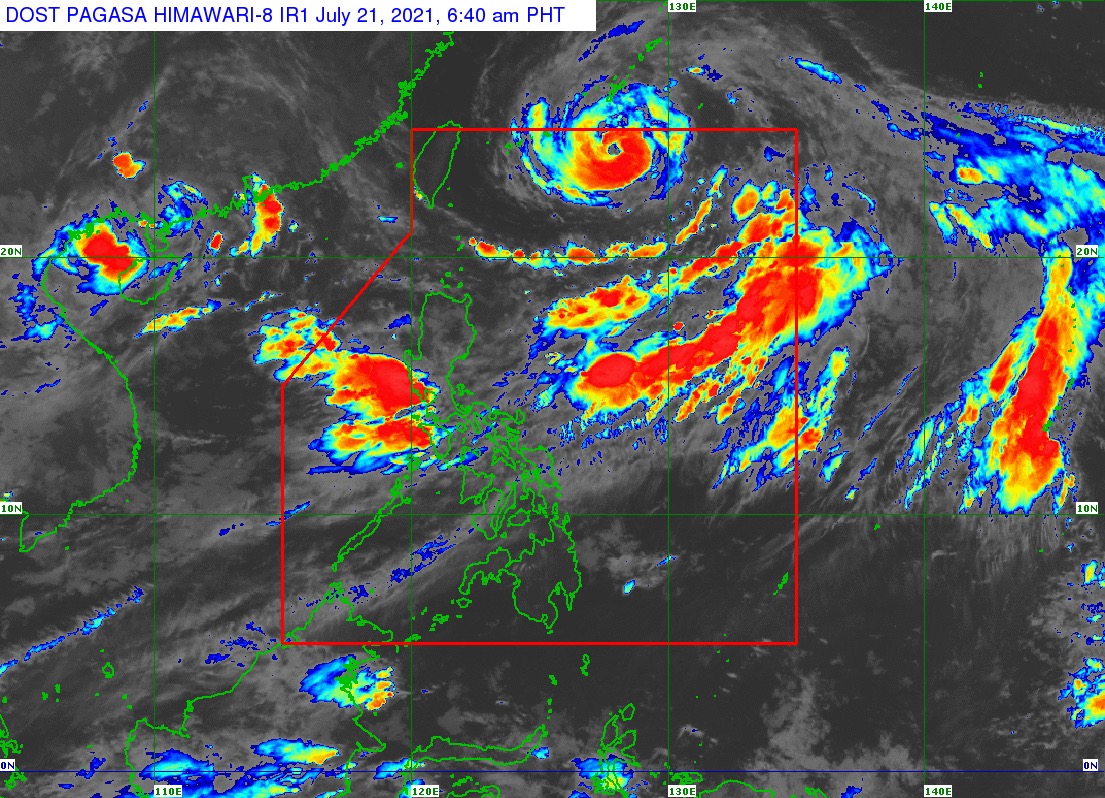 DOST PAGASA HIMAWARI-8 IR1 July 21, 2021, 6:40 am PHT
130E 140E
20N 20N
10N 10N
0N 0N
110E 120E 130E 140E